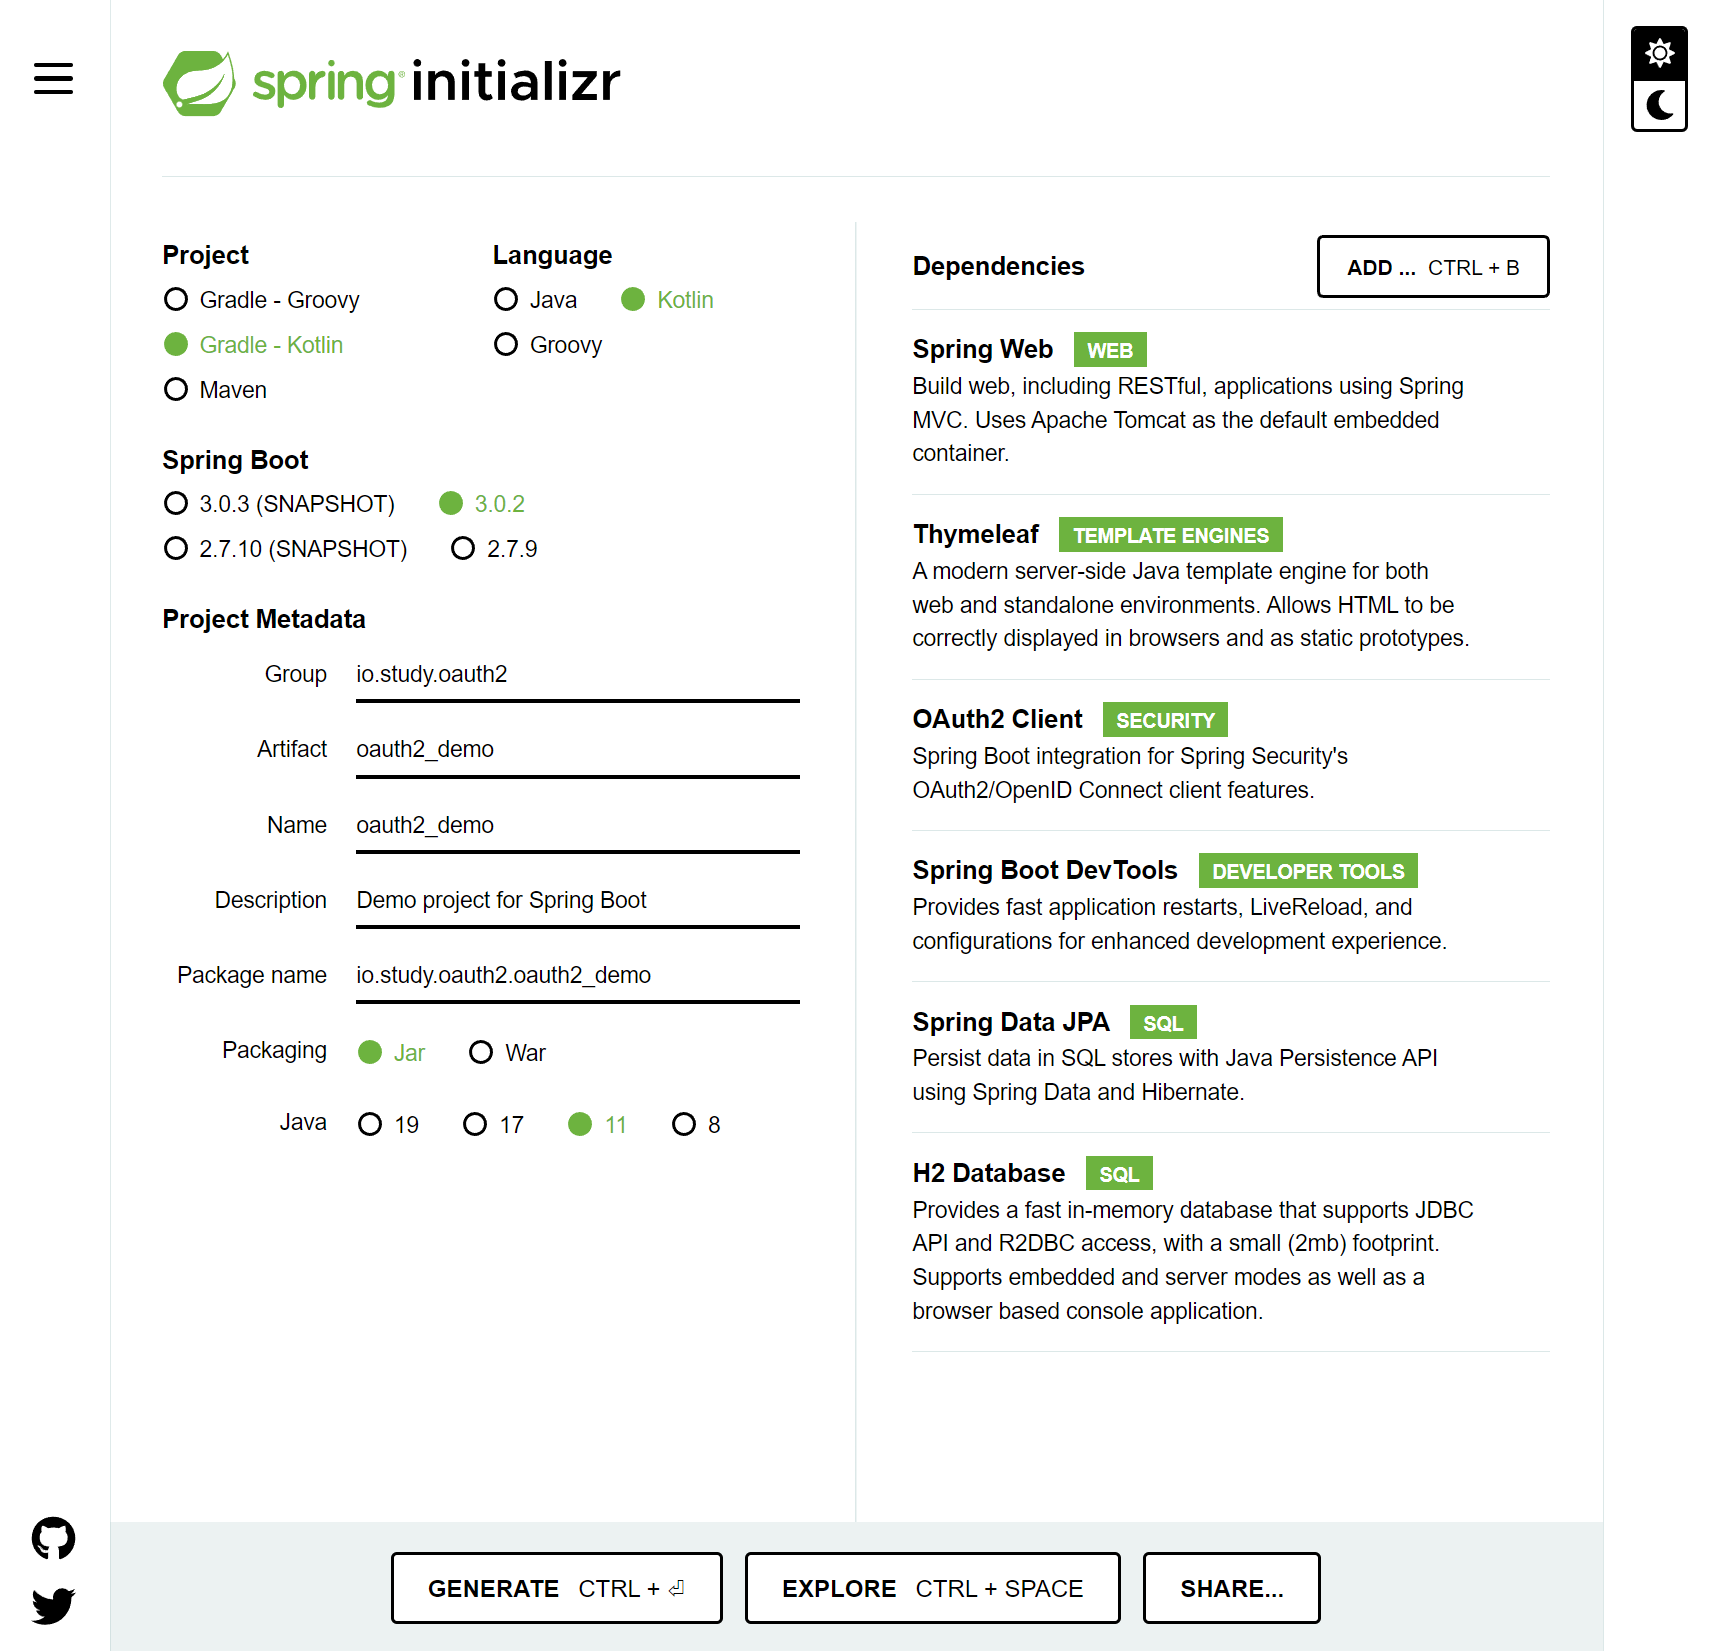 spring initializr
Project
Gradle - Groovy
Gradle - Kotlin
Maven
Language
Java Kotlin
Groovy
Spring Boot
3.0.3 (SNAPSHOT) 3.0.2
2.7.10 (SNAPSHOT) 2.7.9
Project Metadata
Group io.study.oauth2
Artifact oauth2_demo
Name oauth2_demo
Description Demo project for Spring Boot
Package name io.study.oauth2.oauth2_demo
Packaging Jar War
Java 19 17 11 8
Dependencies ADD ... CTRL + B
Spring Web WEB
Build web, including RESTful, applications using Spring
MVC. Uses Apache Tomcat as the default embedded
container.
Thymeleaf TEMPLATE ENGINES
A modern server-side Java template engine for both
web and standalone environments. Allows HTML to be
correctly displayed in browsers and as static prototypes.
OAuth2 Client SECURITY
Spring Boot integration for Spring Security's
OAuth2/OpenID Connect client features.
Spring Boot DevTools DEVELOPER TOOLS
Provides fast application restarts, LiveReload, and
configurations for enhanced development experience.
Spring Data JPA SQL
Persist data in SQL stores with Java Persistence API
using Spring Data and Hibernate.
H2 Database SQL
Provides a fast in-memory database that supports JDBC
API and R2DBC access, with a small (2mb) footprint.
Supports embedded and server modes as well as a
browser based console application.
GENERATE CTRL + ⏎ EXPLORE CTRL + SPACE SHARE...